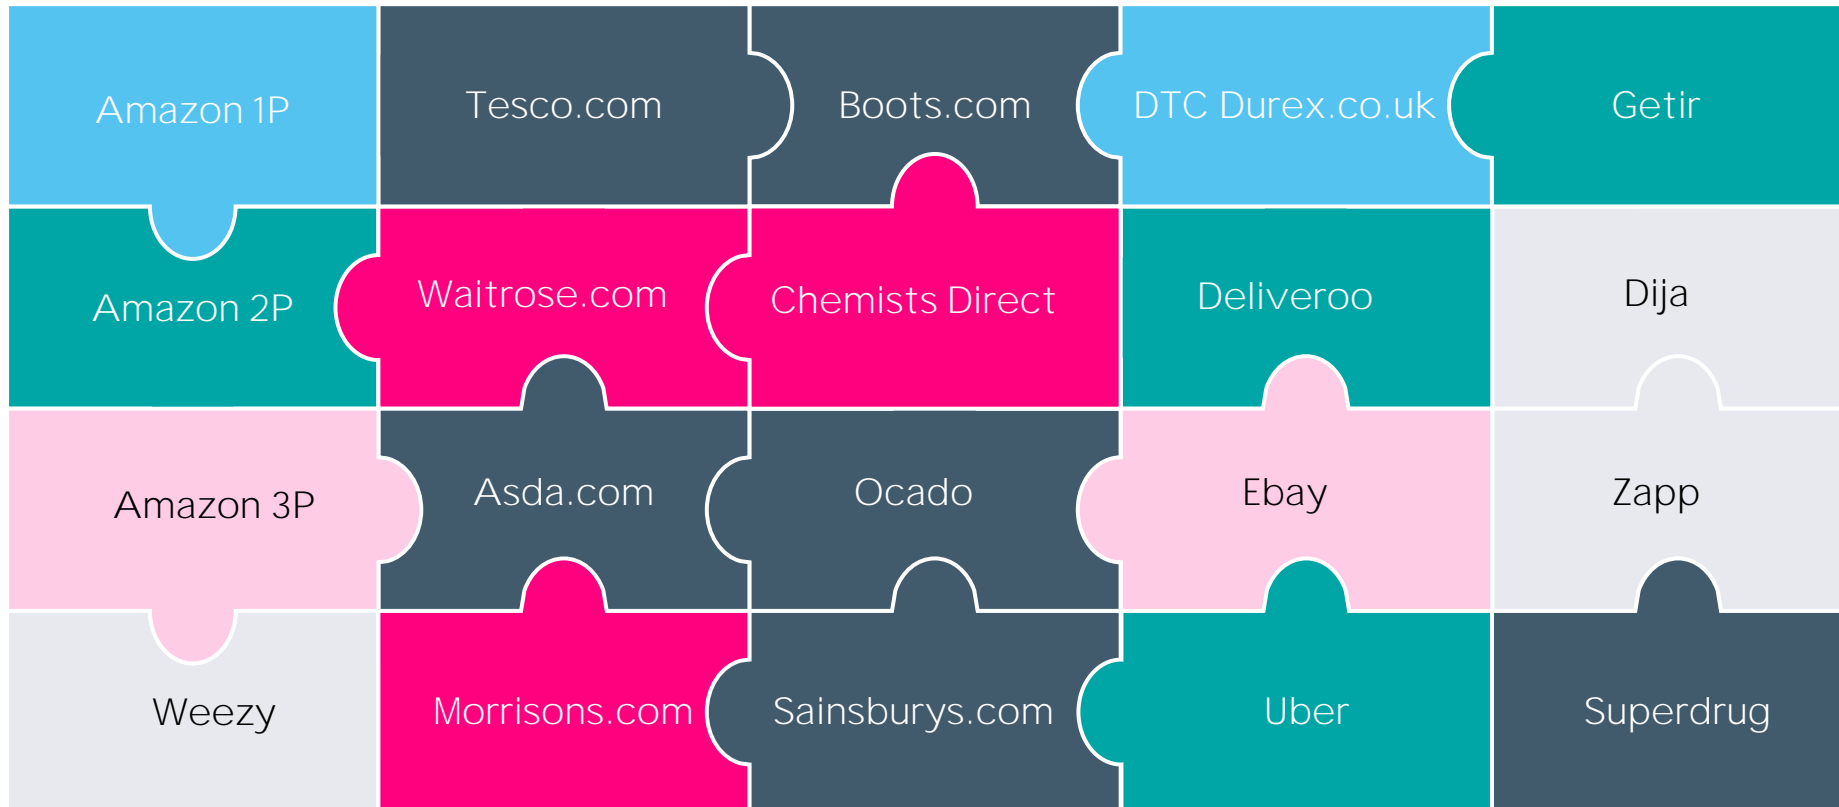 Amazon 1P
Tesco.com
Boots.com
DTC Durex.co.uk
Getir
Amazon 2P
Waitrose.com
Chemists Direct
Deliveroo
Dija
Amazon 3P
Asda.com
Ocado
Ebay
Zapp
Weezy
Morrisons.com
Sainsburys.com
Uber
Superdrug